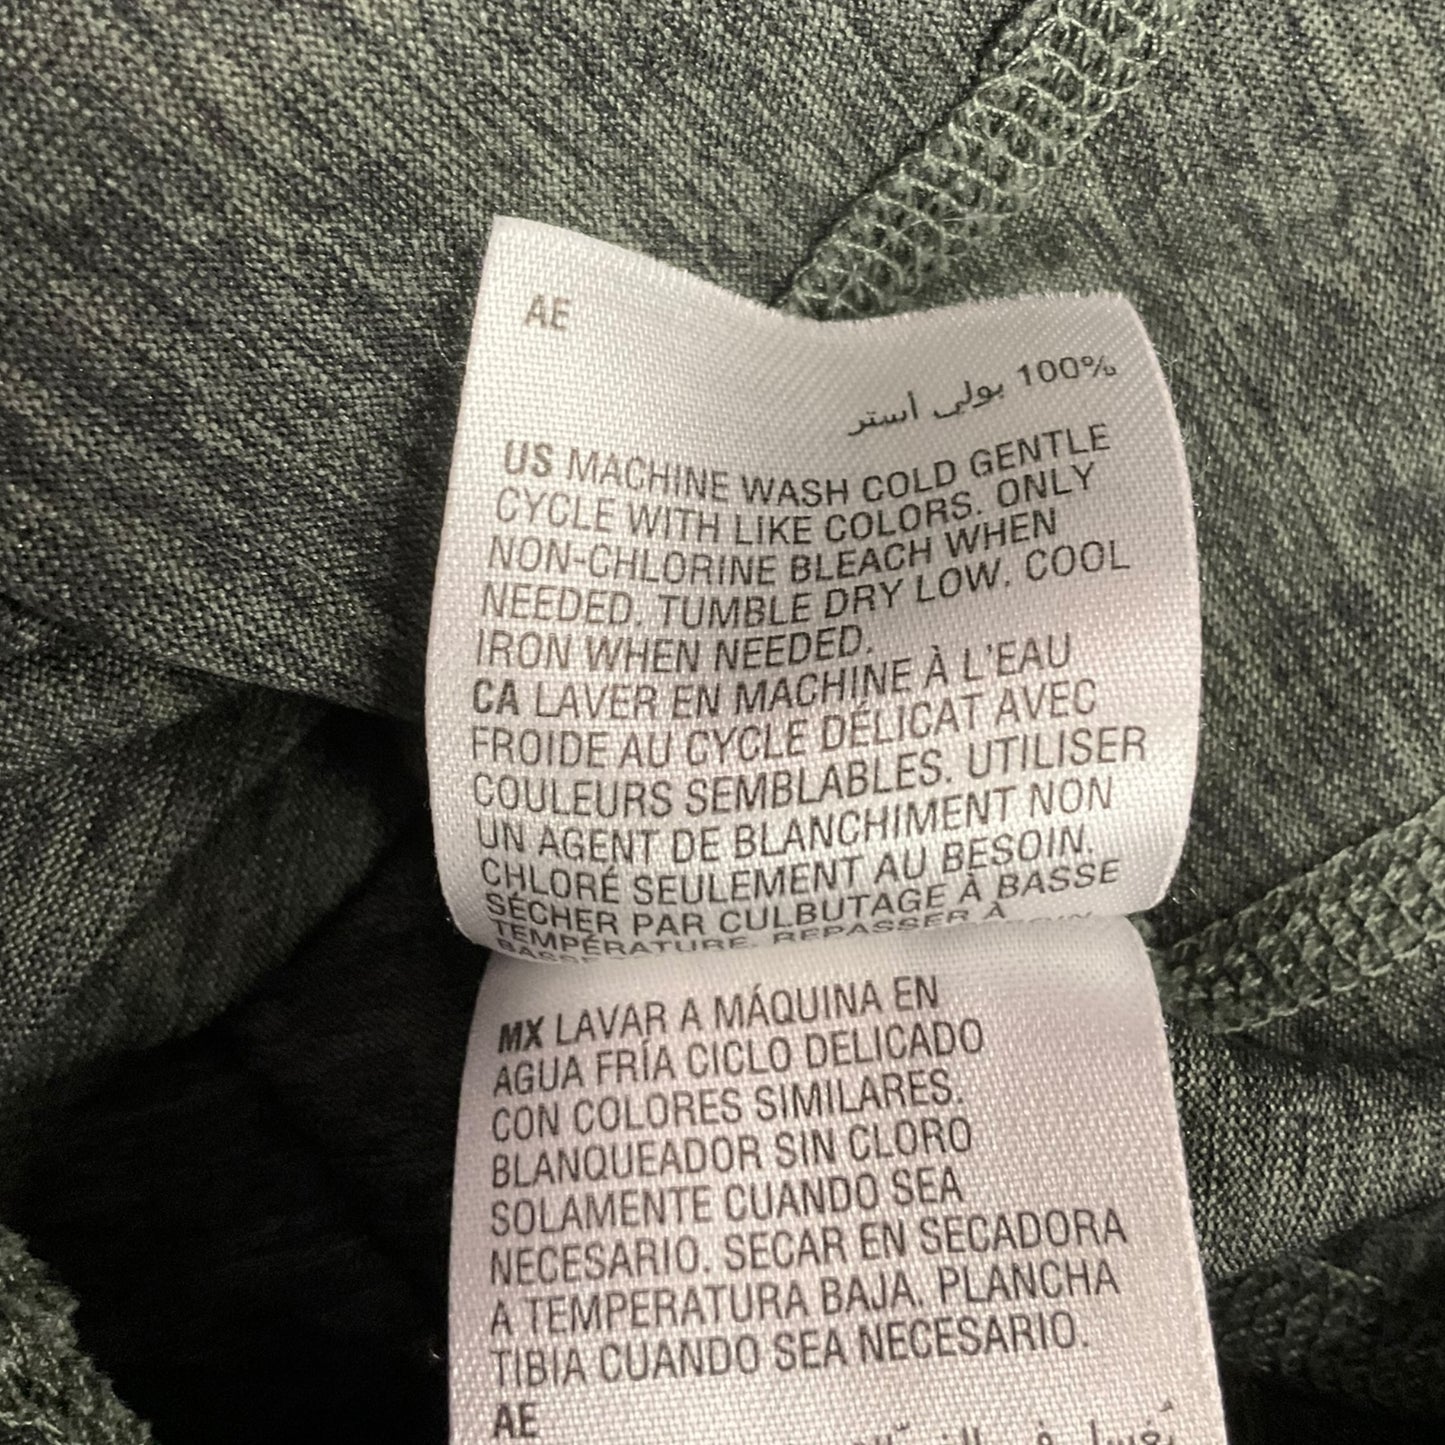 AE
100% بولي أستر
US MACHINE WASH COLD GENTLE
CYCLE WITH LIKE COLORS. ONLY
NON-CHLORINE BLEACH WHEN
NEEDED. TUMBLE DRY LOW. COOL
IRON WHEN NEEDED.
CA LAVER EN MACHINE À L'EAU
FROIDE AU CYCLE DÉLICAT AVEC
COULEURS SEMBLABLES. UTILISER
UN AGENT DE BLANCHIMENT NON
CHLORÉ SEULEMENT AU BESOIN.
SÉCHER PAR CULBUTAGE À BASSE
TEMPÉRATURE. REPASSER À
MX LAVAR A MÁQUINA EN
AGUA FRÍA CICLO DELICADO
CON COLORES SIMILARES.
BLANQUEADOR SIN CLORO
SOLAMENTE CUANDO SEA
NECESARIO. SECAR EN SECADORA
A TEMPERATURA BAJA. PLANCHA
TIBIA CUANDO SEA NECESARIO.
AE